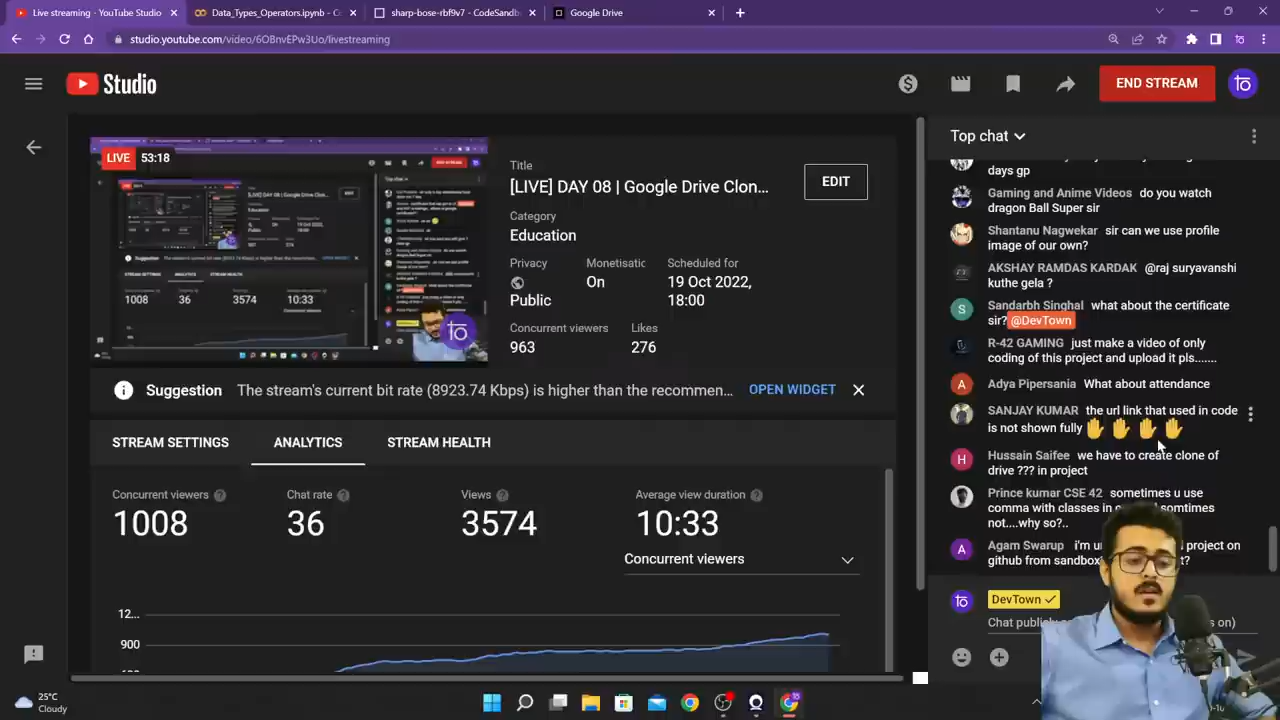 Live streaming - YouTube Studio
Data_Types_Operators.ipynb - C
sharp-bose-rbf9v7 - CodeSandb
Google Drive
studio.youtube.com/video/6OBnvEPw3Uo/livestreaming
Studio
END STREAM
LIVE 53:18
Title
[LIVE] DAY 08 | Google Drive Clon...
EDIT
Category
Education
Privacy
Public
Monetisatic
On
Scheduled for
19 Oct 2022,
18:00
Concurrent viewers
963
Likes
276
Suggestion The stream's current bit rate (8923.74 Kbps) is higher than the recommen... OPEN WIDGET
STREAM SETTINGS
ANALYTICS
STREAM HEALTH
Concurrent viewers
1008
Chat rate
36
Views
3574
Average view duration
10:33
Concurrent viewers
12...
900
Top chat
days gp
Gaming and Anime Videos do you watch
dragon Ball Super sir
Shantanu Nagwekar sir can we use profile
image of our own?
AKSHAY RAMDAS KADAK @raj suryavanshi
kuthe gela ?
Sandarbh Singhal what about the certificate
sir?@DevTown
R-42 GAMING just make a video of only
coding of this project and upload it pls.......
Adya Pipersania What about attendance
SANJAY KUMAR the url link that used in code
is not shown fully ✋ ✋ ✋ ✋
Hussain Saifee we have to create clone of
drive ??? in project
Prince kumar CSE 42 sometimes u use
comma with classes in somtimes
not....why so?..
Agam Swarup i'm project on
github from sandbox
DevTown
Chat on)
25°C
Cloudy